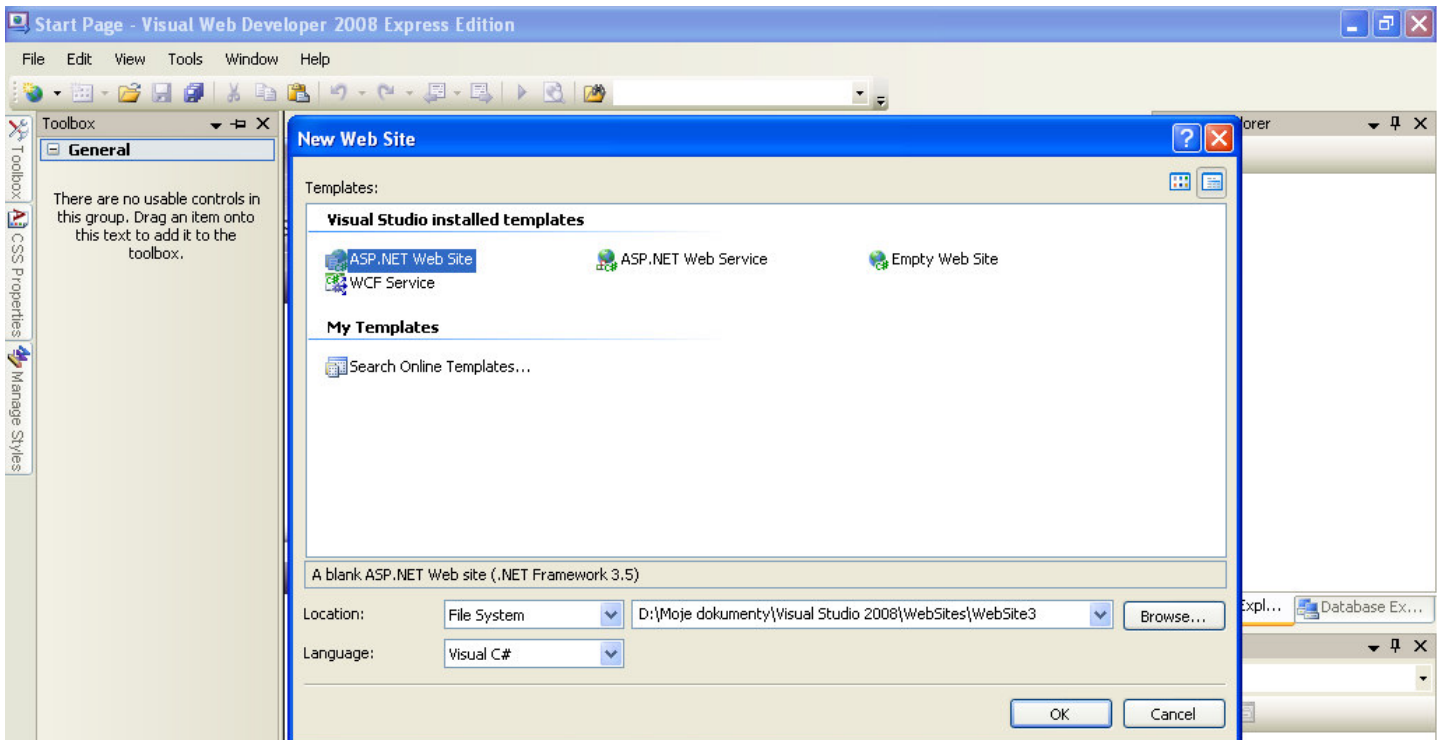 Start Page - Visual Web Developer 2008 Express Edition
File Edit View Tools Window Help
Toolbox
General
There are no usable controls in
this group. Drag an item onto
this text to add it to the
toolbox.
Toolbox
CSS Properties
Manage Styles
New Web Site
Templates:
Visual Studio installed templates
ASP.NET Web Site ASP.NET Web Service Empty Web Site
WCF Service
My Templates
Search Online Templates...
A blank ASP.NET Web site (.NET Framework 3.5)
Location: File System D:\Moje dokumenty\Visual Studio 2008\WebSites\WebSite3 Browse...
Language: Visual C#
OK Cancel
lorer
Expl... Database Ex...